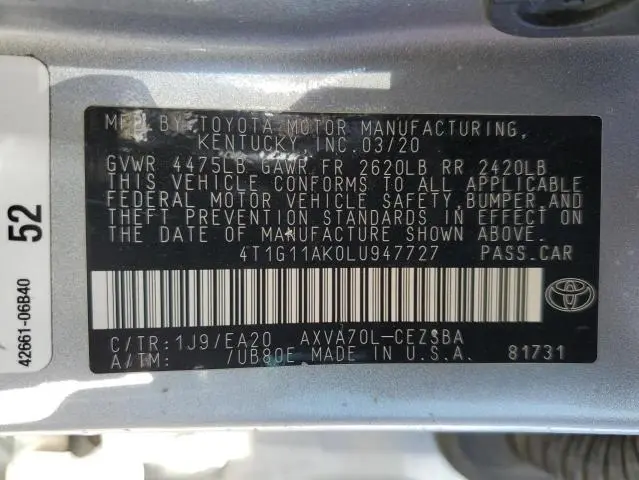 MFD BY: TOYOTA MOTOR MANUFACTURING,
KENTUCKY, INC.03/20
GVWR 4475LB GAWR FR 2620LB RR 2420LB
THIS VEHICLE CONFORMS TO ALL APPLICABLE
FEDERAL MOTOR VEHICLE SAFETY,BUMPER,AND
THEFT PREVENTION STANDARDS IN EFFECT ON
THE DATE OF MANUFACTURE SHOWN ABOVE.
4T1G11AK0LU947727 PASS.CAR
C/TR:1J9/EA20 AXVA70L-CEZSBA
A/TM: /UB80E MADE IN U.S.A. 81731
42661-06B40
52